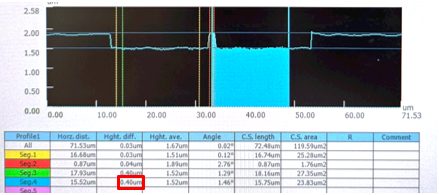 2.58
2.00
1.50
1.00
0.50
0.00
0.00 10.00 20.00 30.00 40.00 50.00 60.00 71.53
um
Profile1 Horz. dist. Hght. diff. Hght. ave. Angle C.S. length C.S. area R Comment
All 71.53um 0.03um 1.67um 0.02° 72.48um 119.59um2
Seg.1 16.68um 0.03um 1.51um 0.12° 16.74um 25.28um2
Seg.2 0.87um 0.04um 1.89um 2.76° 0.87um 1.76um2
Seg.3 17.93um 0.40um 1.52um 1.29° 18.16um 27.35um2
Seg.4 15.52um 0.40um 1.52um 1.46° 15.75um 23.83um2
Seg.5